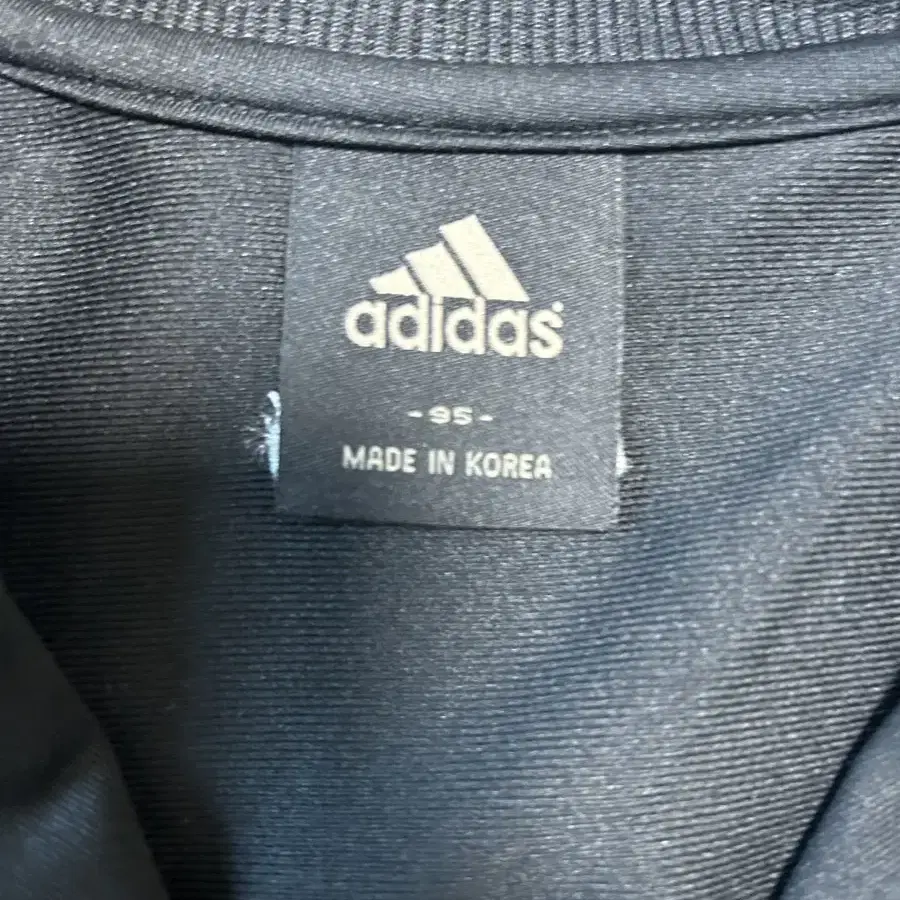 adidas
- 95 -
MADE IN KOREA